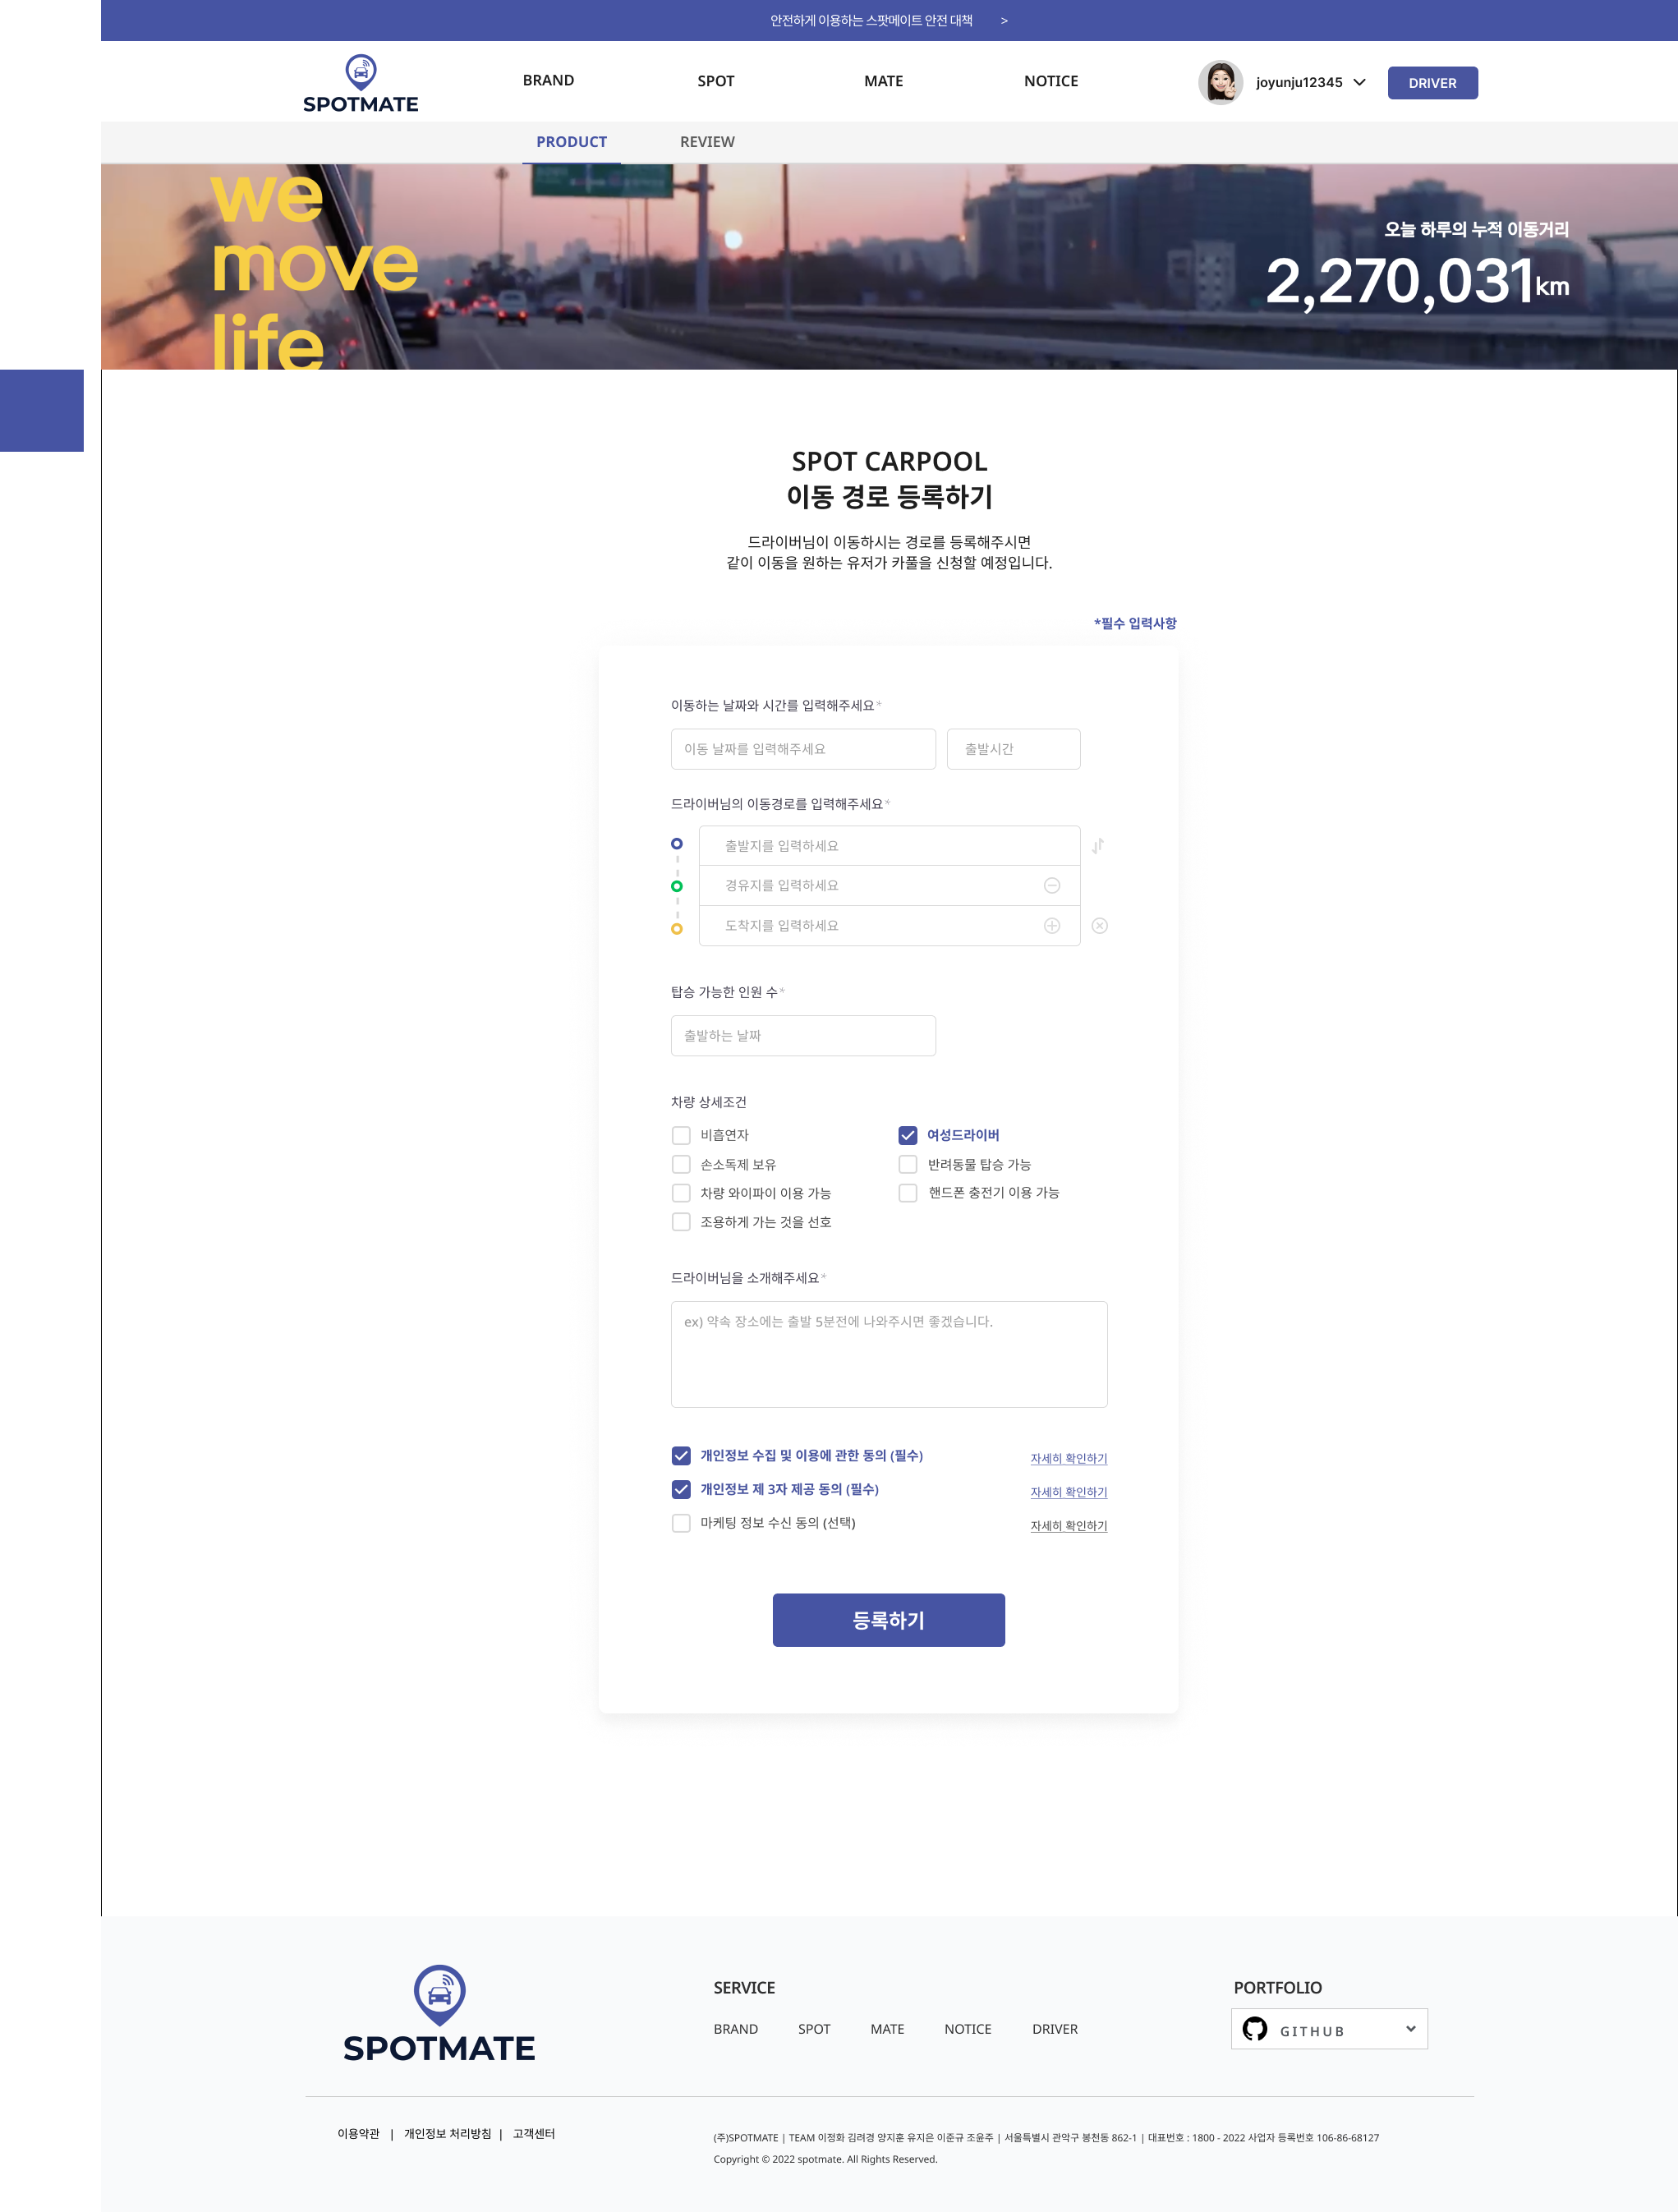 안전하게 이용하는 스팟메이트 안전 대책 >
SPOTMATE
BRAND
SPOT
MATE
NOTICE
joyunju12345
DRIVER
PRODUCT
REVIEW
we
move
life
오늘 하루의 누적 이동거리
2,270,031km
SPOT CARPOOL
이동 경로 등록하기
드라이버님이 이동하시는 경로를 등록해주시면
같이 이동을 원하는 유저가 카풀을 신청할 예정입니다.
*필수 입력사항
이동하는 날짜와 시간를 입력해주세요*
이동 날짜를 입력해주세요
출발시간
드라이버님의 이동경로를 입력해주세요*
출발지를 입력하세요
경유지를 입력하세요
도착지를 입력하세요
탑승 가능한 인원 수*
출발하는 날짜
차량 상세조건
비흡연자
여성드라이버
손소독제 보유
반려동물 탑승 가능
차량 와이파이 이용 가능
핸드폰 충전기 이용 가능
조용하게 가는 것을 선호
드라이버님을 소개해주세요*
ex) 약속 장소에는 출발 5분전에 나와주시면 좋겠습니다.
개인정보 수집 및 이용에 관한 동의 (필수)
자세히 확인하기
개인정보 제 3자 제공 동의 (필수)
자세히 확인하기
마케팅 정보 수신 동의 (선택)
자세히 확인하기
등록하기
SPOTMATE
SERVICE
BRAND
SPOT
MATE
NOTICE
DRIVER
PORTFOLIO
GITHUB
이용약관 | 개인정보 처리방침 | 고객센터
(주)SPOTMATE | TEAM 이정화 김려경 양지훈 유지은 이준규 조윤주 | 서울특별시 관악구 봉천동 862-1 | 대표번호 : 1800 - 2022 사업자 등록번호 106-86-68127
Copyright © 2022 spotmate. All Rights Reserved.